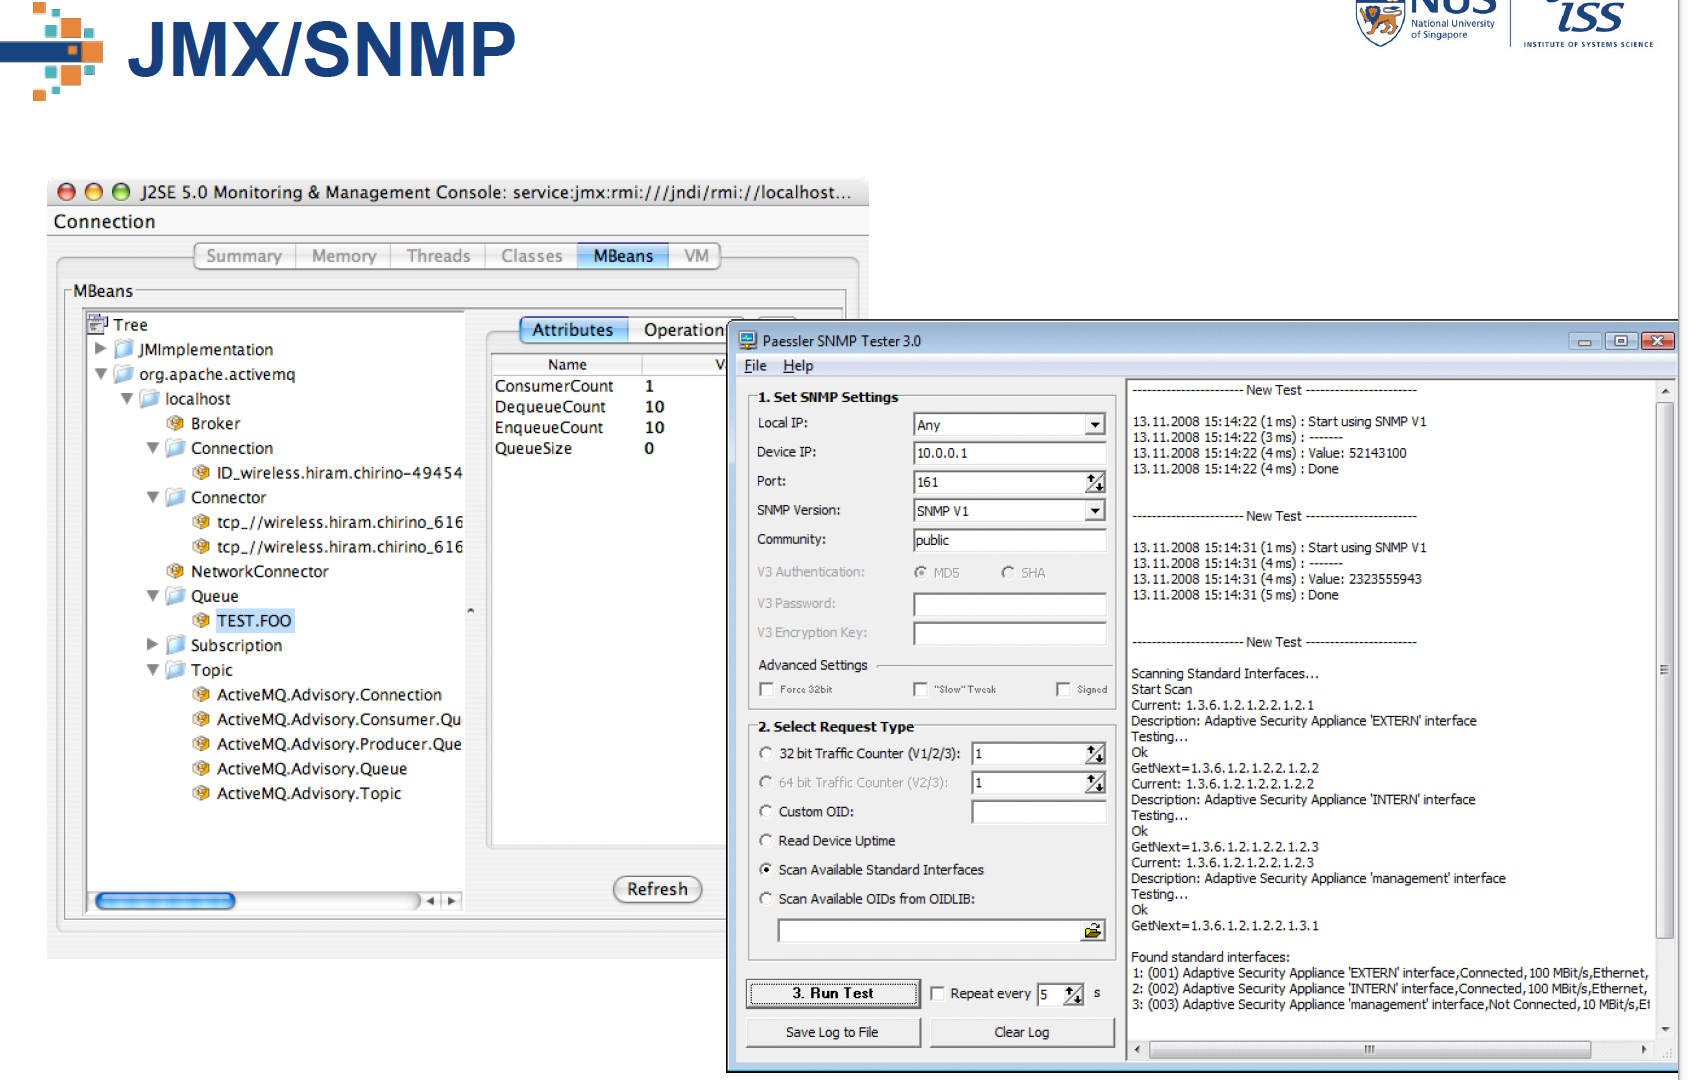 JMX/SNMP
NUS
National University
of Singapore
iss
INSTITUTE OF SYSTEMS SCIENCE
J2SE 5.0 Monitoring & Management Console: service:jmx:rmi:///jndi/rmi://localhost...
Connection
Summary Memory Threads Classes MBeans VM
MBeans
Tree
JMImplementation
org.apache.activemq
localhost
Broker
Connection
ID_wireless.hiram.chirino-49454
Connector
tcp_//wireless.hiram.chirino_616
tcp_//wireless.hiram.chirino_616
NetworkConnector
Queue
TEST.FOO
Subscription
Topic
ActiveMQ.Advisory.Connection
ActiveMQ.Advisory.Consumer.Qu
ActiveMQ.Advisory.Producer.Que
ActiveMQ.Advisory.Queue
ActiveMQ.Advisory.Topic
Attributes Operation
Name V
ConsumerCount 1
DequeueCount 10
EnqueueCount 10
QueueSize 0
Refresh
Paessler SNMP Tester 3.0
File Help
1. Set SNMP Settings
Local IP: Any
Device IP: 10.0.0.1
Port: 161
SNMP Version: SNMP V1
Community: public
V3 Authentication: MD5 SHA
V3 Password:
V3 Encryption Key:
Advanced Settings
Force 32bit "Slow" Tweak Signed
2. Select Request Type
32 bit Traffic Counter (V1/2/3): 1
64 bit Traffic Counter (V2/3): 1
Custom OID:
Read Device Uptime
Scan Available Standard Interfaces
Scan Available OIDs from OIDLIB:
3. Run Test Repeat every 5 s
Save Log to File Clear Log
----------------------- New Test -----------------------
13.11.2008 15:14:22 (1 ms) : Start using SNMP V1
13.11.2008 15:14:22 (3 ms) : -------
13.11.2008 15:14:22 (4 ms) : Value: 52143100
13.11.2008 15:14:22 (4 ms) : Done
----------------------- New Test -----------------------
13.11.2008 15:14:31 (1 ms) : Start using SNMP V1
13.11.2008 15:14:31 (4 ms) : -------
13.11.2008 15:14:31 (4 ms) : Value: 2323555943
13.11.2008 15:14:31 (5 ms) : Done
----------------------- New Test -----------------------
Scanning Standard Interfaces...
Start Scan
Current: 1.3.6.1.2.1.2.2.1.2.1
Description: Adaptive Security Appliance 'EXTERN' interface
Testing...
Ok
GetNext=1.3.6.1.2.1.2.2.1.2.2
Current: 1.3.6.1.2.1.2.2.1.2.2
Description: Adaptive Security Appliance 'INTERN' interface
Testing...
Ok
GetNext=1.3.6.1.2.1.2.2.1.2.3
Current: 1.3.6.1.2.1.2.2.1.2.3
Description: Adaptive Security Appliance 'management' interface
Testing...
Ok
GetNext=1.3.6.1.2.1.2.2.1.3.1
Found standard interfaces:
1: (001) Adaptive Security Appliance 'EXTERN' interface,Connected,100 MBit/s,Ethernet,
2: (002) Adaptive Security Appliance 'INTERN' interface,Connected,100 MBit/s,Ethernet,
3: (003) Adaptive Security Appliance 'management' interface,Not Connected,10 MBit/s,Et